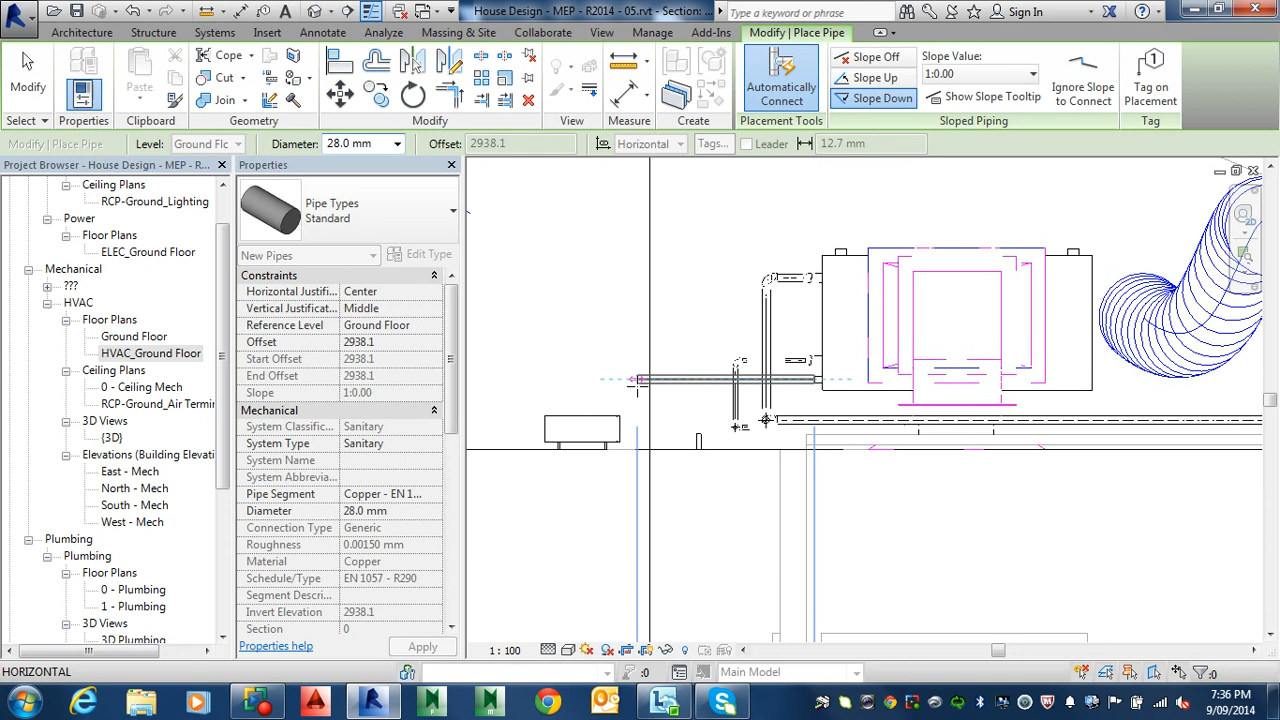 House Design - MEP - R2014 - 05.rvt - Section:
Type a keyword or phrase
Sign In
Architecture
Structure
Systems
Insert
Annotate
Analyze
Massing & Site
Collaborate
View
Manage
Add-Ins
Modify | Place Pipe
Modify
Paste
Cope
Cut
Join
Automatically
Connect
Slope Off
Slope Up
Slope Down
Slope Value:
1:0.00
Show Slope Tooltip
Ignore Slope
to Connect
Tag on
Placement
Select
Properties
Clipboard
Geometry
Modify
View
Measure
Create
Placement Tools
Sloped Piping
Tag
Modify | Place Pipe
Level:
Ground Flc
Diameter:
28.0 mm
Offset:
2938.1
Horizontal
Tags...
Leader
12.7 mm
Project Browser - House Design - MEP - R...
Ceiling Plans
RCP-Ground_Lighting
Power
Floor Plans
ELEC_Ground Floor
Mechanical
???
HVAC
Floor Plans
Ground Floor
HVAC_Ground Floor
Ceiling Plans
0 - Ceiling Mech
RCP-Ground_Air Termin
3D Views
{3D}
Elevations (Building Elevati
East - Mech
North - Mech
South - Mech
West - Mech
Plumbing
Plumbing
Floor Plans
0 - Plumbing
1 - Plumbing
3D Views
3D Plumbing
Properties
Pipe Types
Standard
New Pipes
Edit Type
Constraints
Horizontal Justifi... Center
Vertical Justificat... Middle
Reference Level Ground Floor
Offset 2938.1
Start Offset 2938.1
End Offset 2938.1
Slope 1:0.00
Mechanical
System Classific... Sanitary
System Type Sanitary
System Name
System Abbrevia...
Pipe Segment Copper - EN 1...
Diameter 28.0 mm
Connection Type Generic
Roughness 0.00150 mm
Material Copper
Schedule/Type EN 1057 - R290
Segment Descri...
Invert Elevation 2938.1
Section 0
Properties help
Apply
2D
1 : 100
HORIZONTAL
:0
Main Model
:0
7:36 PM
9/09/2014